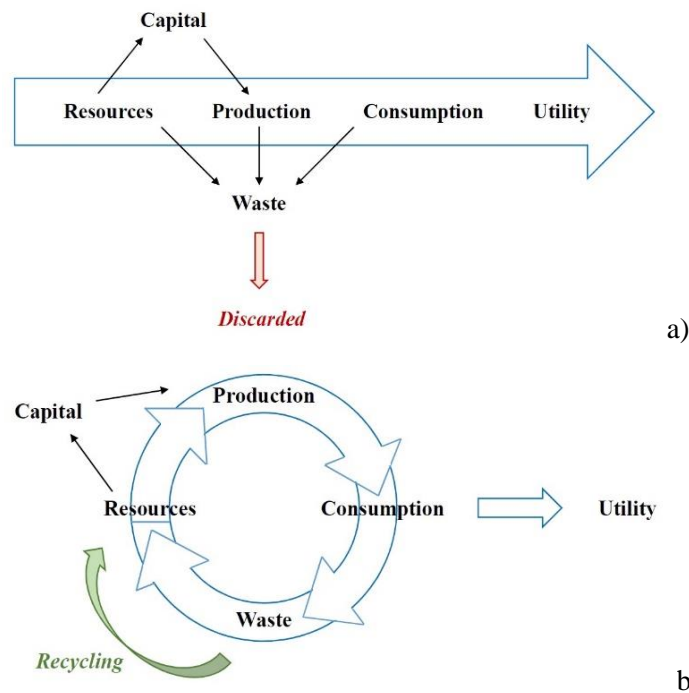 Capital
Resources Production Consumption Utility
Waste
Discarded
a)
Production
Capital
Resources Consumption Utility
Waste
Recycling
b